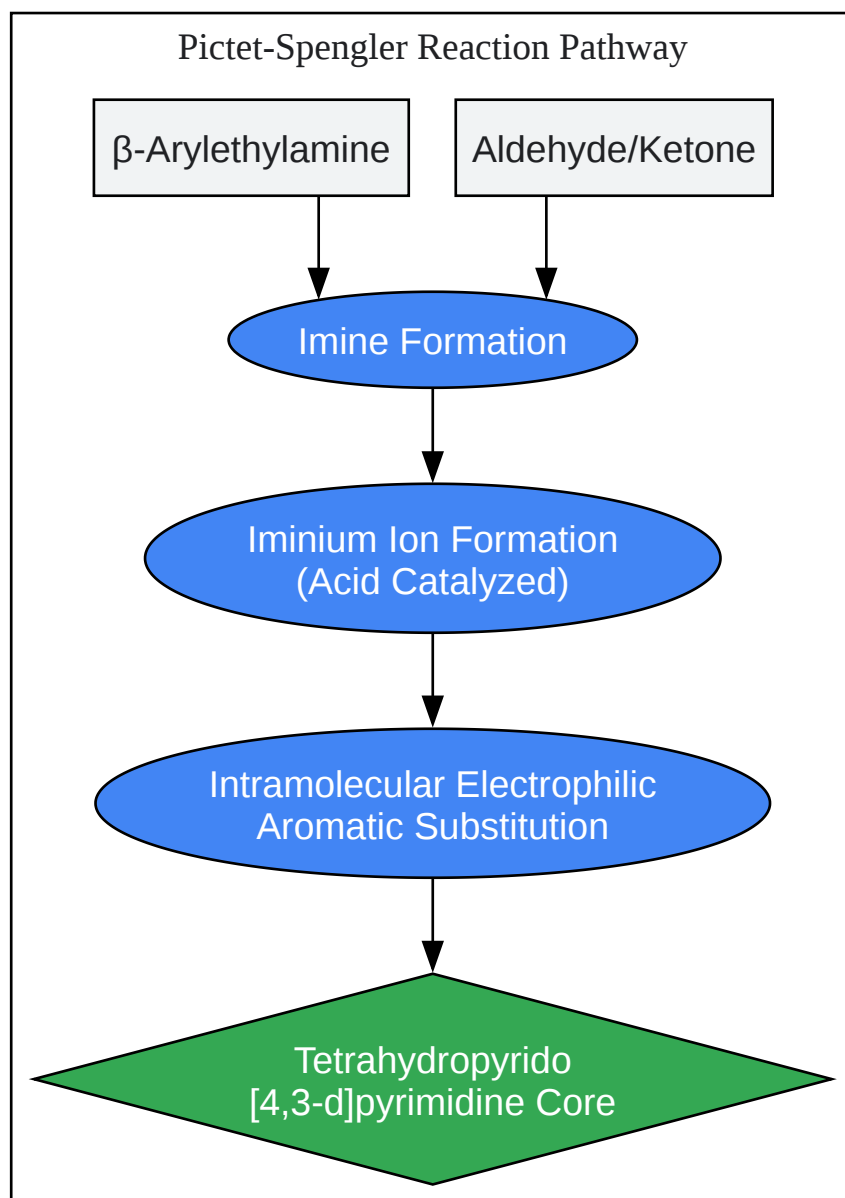 Pictet-Spengler Reaction Pathway
β-Arylethylamine
Aldehyde/Ketone
Imine Formation
Iminium Ion Formation
(Acid Catalyzed)
Intramolecular Electrophilic
Aromatic Substitution
Tetrahydropyrido
[4,3-d]pyrimidine Core